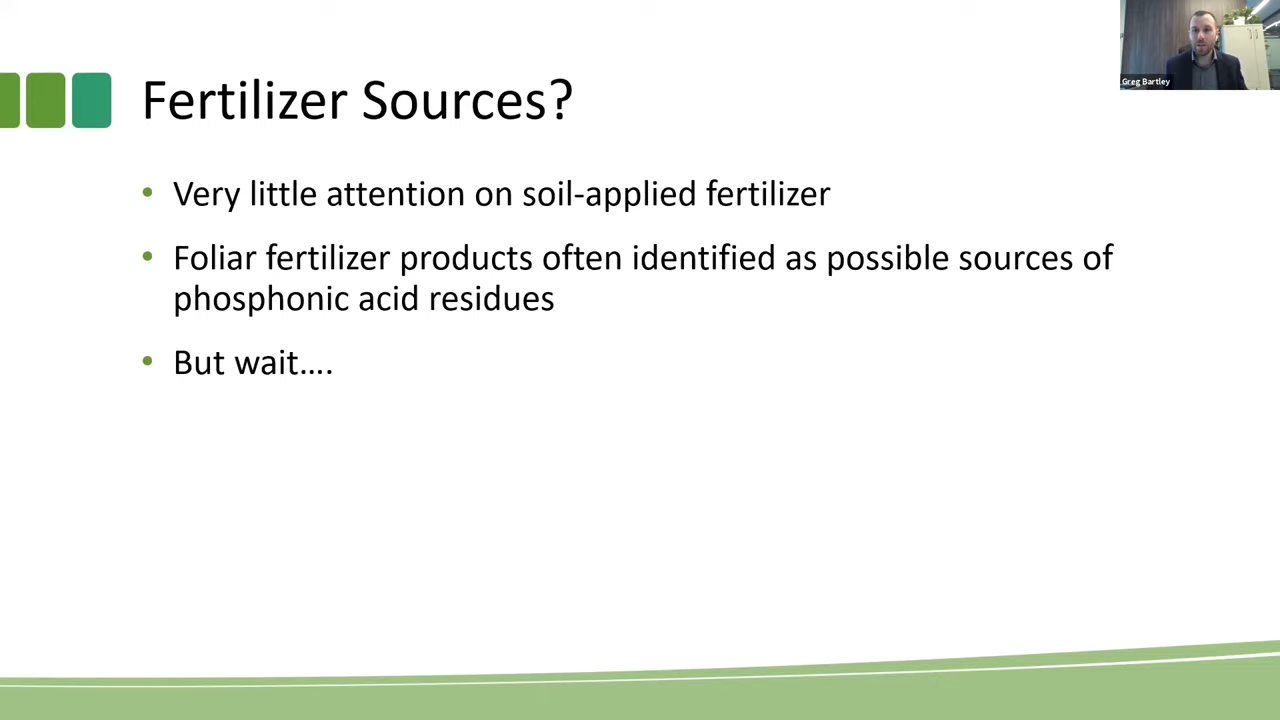 Greg Bartley
Fertilizer Sources?
• Very little attention on soil-applied fertilizer
• Foliar fertilizer products often identified as possible sources of
phosphonic acid residues
• But wait....